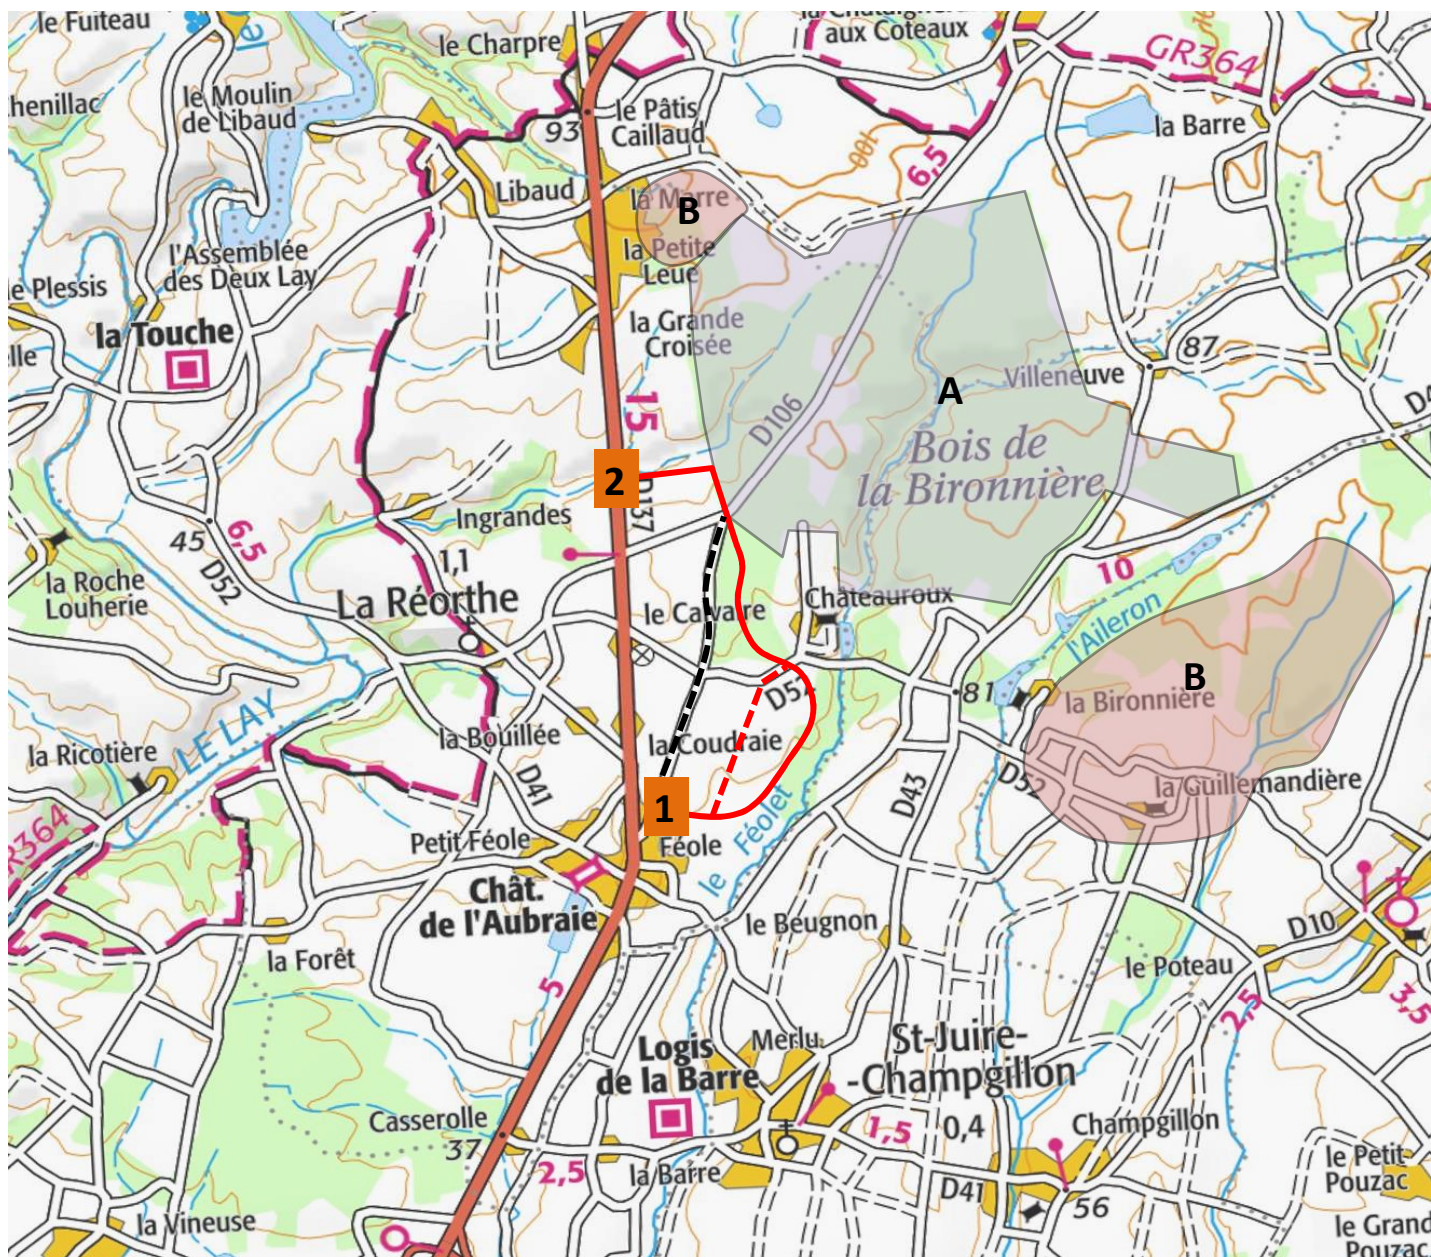 le Fuiteau
le Charpre
aux Coteaux
GR364
henillac
le Moulin
de Libaud
93
le Pâtis
Caillaud
100
6,5
la Barre
Libaud
la Marre
B
la Petite
Leue
l'Assemblée
des Deux Lay
e Plessis
la Touche
elle
la Grande
Croisée
15
D106
A
Villeneuve
87
Bois de
la Bironnière
2
D137
Ingrandes
45
6,5
D52
1,1
la Roche
Louherie
La Réorthe
le Calvaire
Châteauroux
10
l'Aileron
D52
81
B
la Bironnière
LE LAY
la Ricotière
la Bouillée
la Coudraie
D41
D43
D52
la Guillemandière
1
R364
Petit Féole
Féole
le Féolet
Chât.
de l'Aubraie
le Beugnon
D10
la Forêt
le Poteau
5
2,5
3,5
Merlu
St-Juire-
-Champgillon
Logis
de la Barre
Casserolle
37
1,5
0,4
Champgillon
2,5
la Barre
D41
56
le Petit
Pouzac
la Vineuse
le Grand
Pouzac